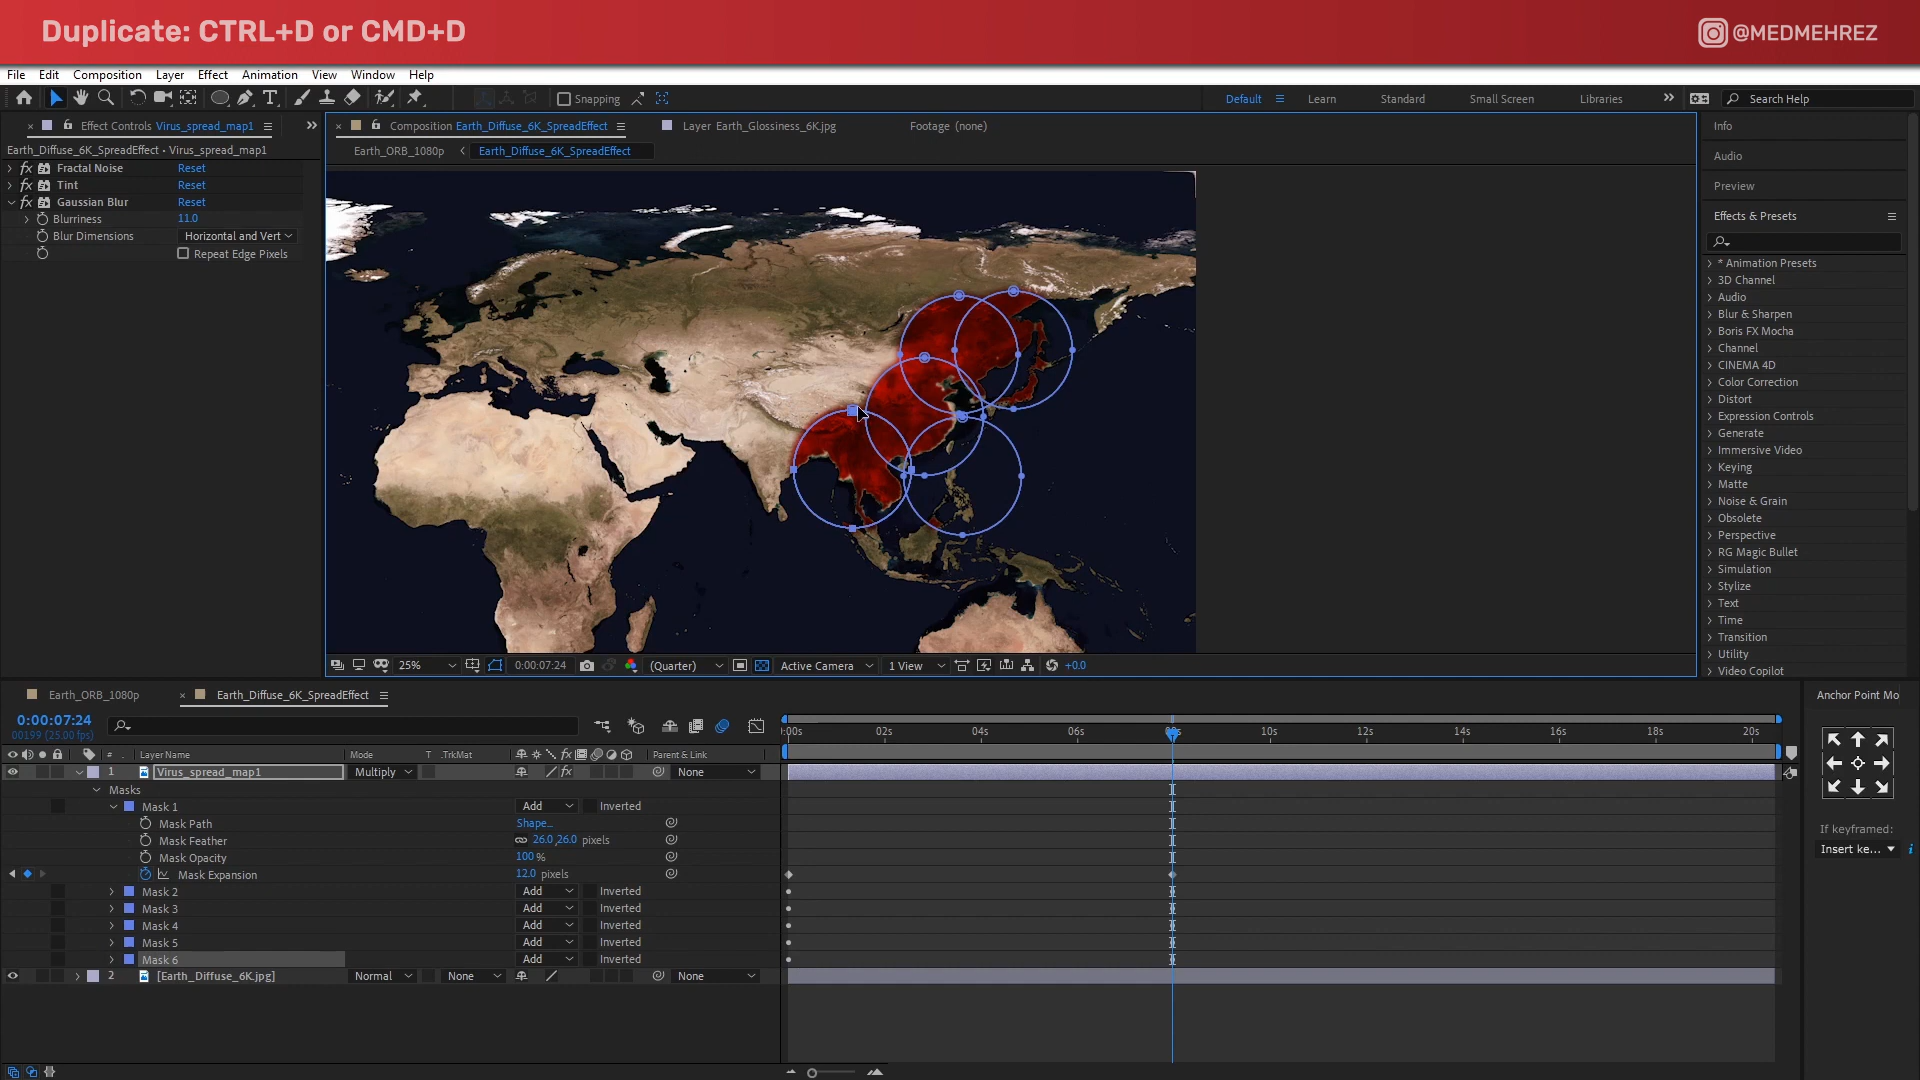 Duplicate: CTRL+D or CMD+D
@MEDMEHREZ
File Edit Composition Layer Effect Animation View Window Help
Snapping
Default Learn Standard Small Screen Libraries
Search Help
Effect Controls Virus_spread_map1
Earth_Diffuse_6K_SpreadEffect • Virus_spread_map1
fx Fractal Noise Reset
fx Tint Reset
fx Gaussian Blur Reset
Blurriness 11.0
Blur Dimensions Horizontal and Vert
Repeat Edge Pixels
Composition Earth_Diffuse_6K_SpreadEffect
Layer Earth_Glossiness_6K.jpg
Footage (none)
Earth_ORB_1080p
Earth_Diffuse_6K_SpreadEffect
25% 0:00:07:24 (Quarter) Active Camera 1 View +0.0
Info
Audio
Preview
Effects & Presets
* Animation Presets
3D Channel
Audio
Blur & Sharpen
Boris FX Mocha
Channel
CINEMA 4D
Color Correction
Distort
Expression Controls
Generate
Immersive Video
Keying
Matte
Noise & Grain
Obsolete
Perspective
RG Magic Bullet
Simulation
Stylize
Text
Time
Transition
Utility
Video Copilot
Earth_ORB_1080p
Earth_Diffuse_6K_SpreadEffect
0:00:07:24
00199 (25.00 fps)
:00s 02s 04s 06s 10s 12s 14s 16s 18s 20s
# Layer Name Mode T .TrkMat fx Parent & Link
1 Virus_spread_map1 Multiply fx None
Masks
Mask 1 Add Inverted
Mask Path Shape...
Mask Feather 26.0,26.0 pixels
Mask Opacity 100 %
Mask Expansion 12.0 pixels
Mask 2 Add Inverted
Mask 3 Add Inverted
Mask 4 Add Inverted
Mask 5 Add Inverted
Mask 6 Add Inverted
2 [Earth_Diffuse_6K.jpg] Normal None None
Anchor Point Mo
If keyframed:
Insert ke...